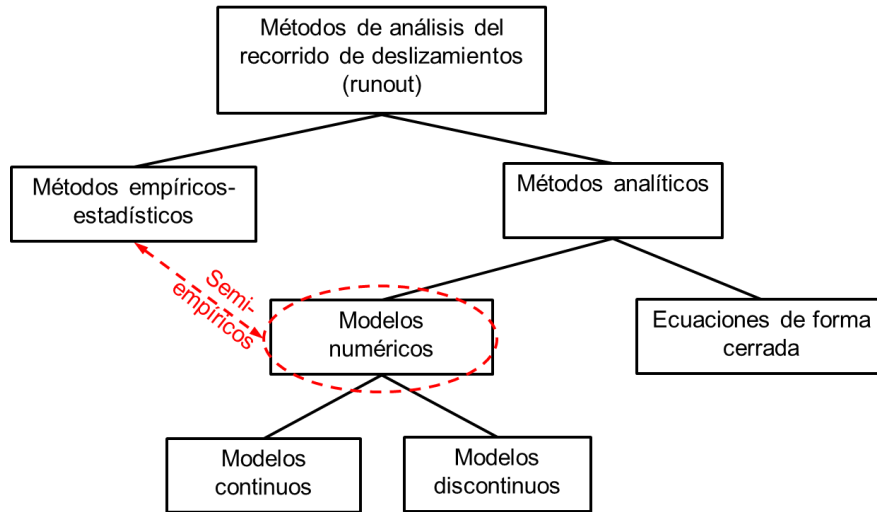 Métodos de análisis del
recorrido de deslizamientos
(runout)
Métodos empíricos-
estadísticos
Métodos analíticos
Semi-
empíricos
Modelos
numéricos
Ecuaciones de forma
cerrada
Modelos
continuos
Modelos
discontinuos